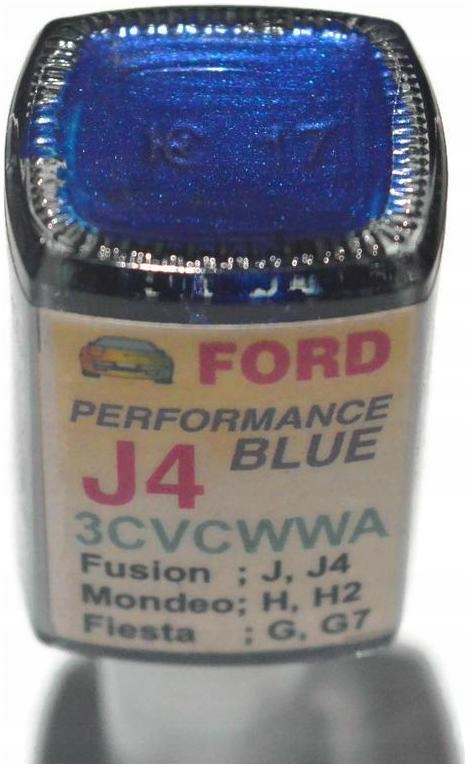 FORD
PERFORMANCE
J4 BLUE
3CVCWWA
Fusion ; J, J4
Mondeo; H, H2
Fiesta ; G, G7